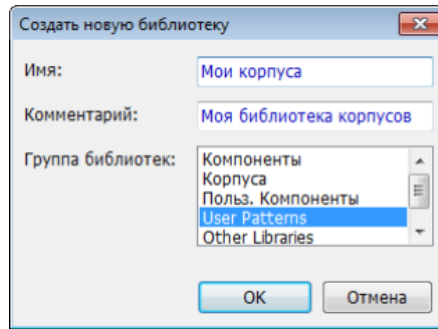 Создать новую библиотеку
Имя: Мои корпуса
Комментарий: Моя библиотека корпусов
Группа библиотек: Компоненты
Корпуса
Польз. Компоненты
User Patterns
Other Libraries
OK Отмена